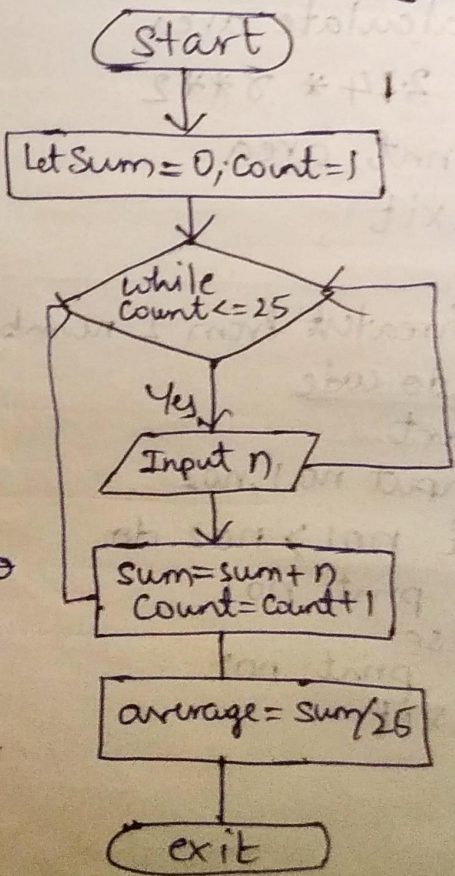 Start
Let Sum = 0, Count = 1
while
Count <= 25
Yes
Input n
Sum = Sum + n
Count = Count + 1
average = Sum/25
exit